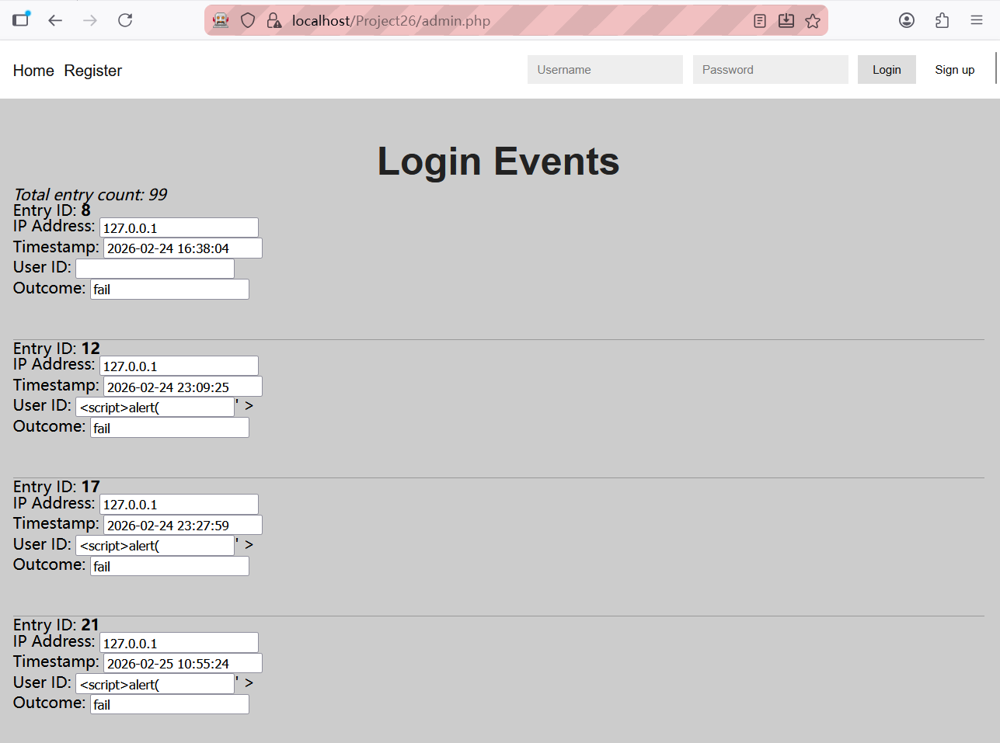 localhost/Project26/admin.php
Home Register Username Password Login Sign up
Login Events
Total entry count: 99
Entry ID: 8
IP Address: 127.0.0.1
Timestamp: 2026-02-24 16:38:04
User ID:
Outcome: fail
Entry ID: 12
IP Address: 127.0.0.1
Timestamp: 2026-02-24 23:09:25
User ID: <script>alert( ' >
Outcome: fail
Entry ID: 17
IP Address: 127.0.0.1
Timestamp: 2026-02-24 23:27:59
User ID: <script>alert( ' >
Outcome: fail
Entry ID: 21
IP Address: 127.0.0.1
Timestamp: 2026-02-25 10:55:24
User ID: <script>alert( ' >
Outcome: fail